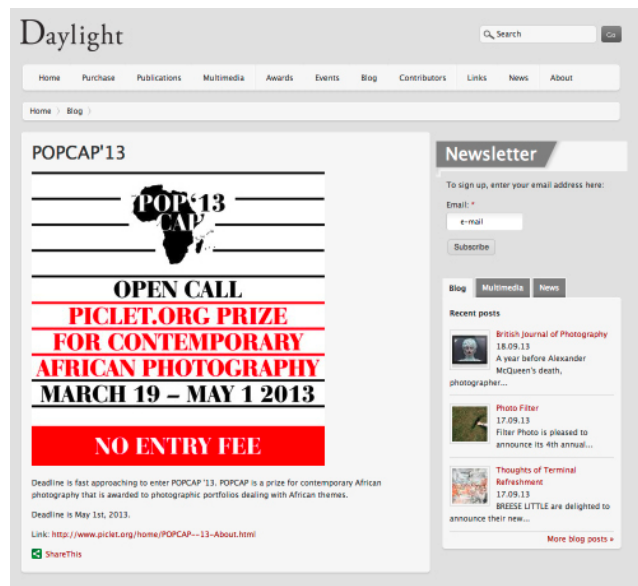 Daylight
Search
Go
Home Purchase Publications Multimedia Awards Events Blog Contributors Links News About
Home 〉 Blog 〉
POPCAP'13
POP'13
CAP'
OPEN CALL
PICLET.ORG PRIZE
FOR CONTEMPORARY
AFRICAN PHOTOGRAPHY
MARCH 19 – MAY 1 2013
NO ENTRY FEE
Deadline is fast approaching to enter POPCAP '13. POPCAP is a prize for contemporary African
photography that is awarded to photographic portfolios dealing with African themes.
Deadline is May 1st, 2013.
Link: http://www.piclet.org/home/POPCAP--13-About.html
ShareThis
Newsletter
To sign up, enter your email address here:
Email: *
e-mail
Subscribe
Blog Multimedia News
Recent posts
British Journal of Photography
18.09.13
A year before Alexander
McQueen's death,
photographer...
Photo Filter
17.09.13
Filter Photo is pleased to
announce its 4th annual...
Thoughts of Terminal
Refreshment
17.09.13
BREESE LITTLE are delighted to
announce their new...
More blog posts »